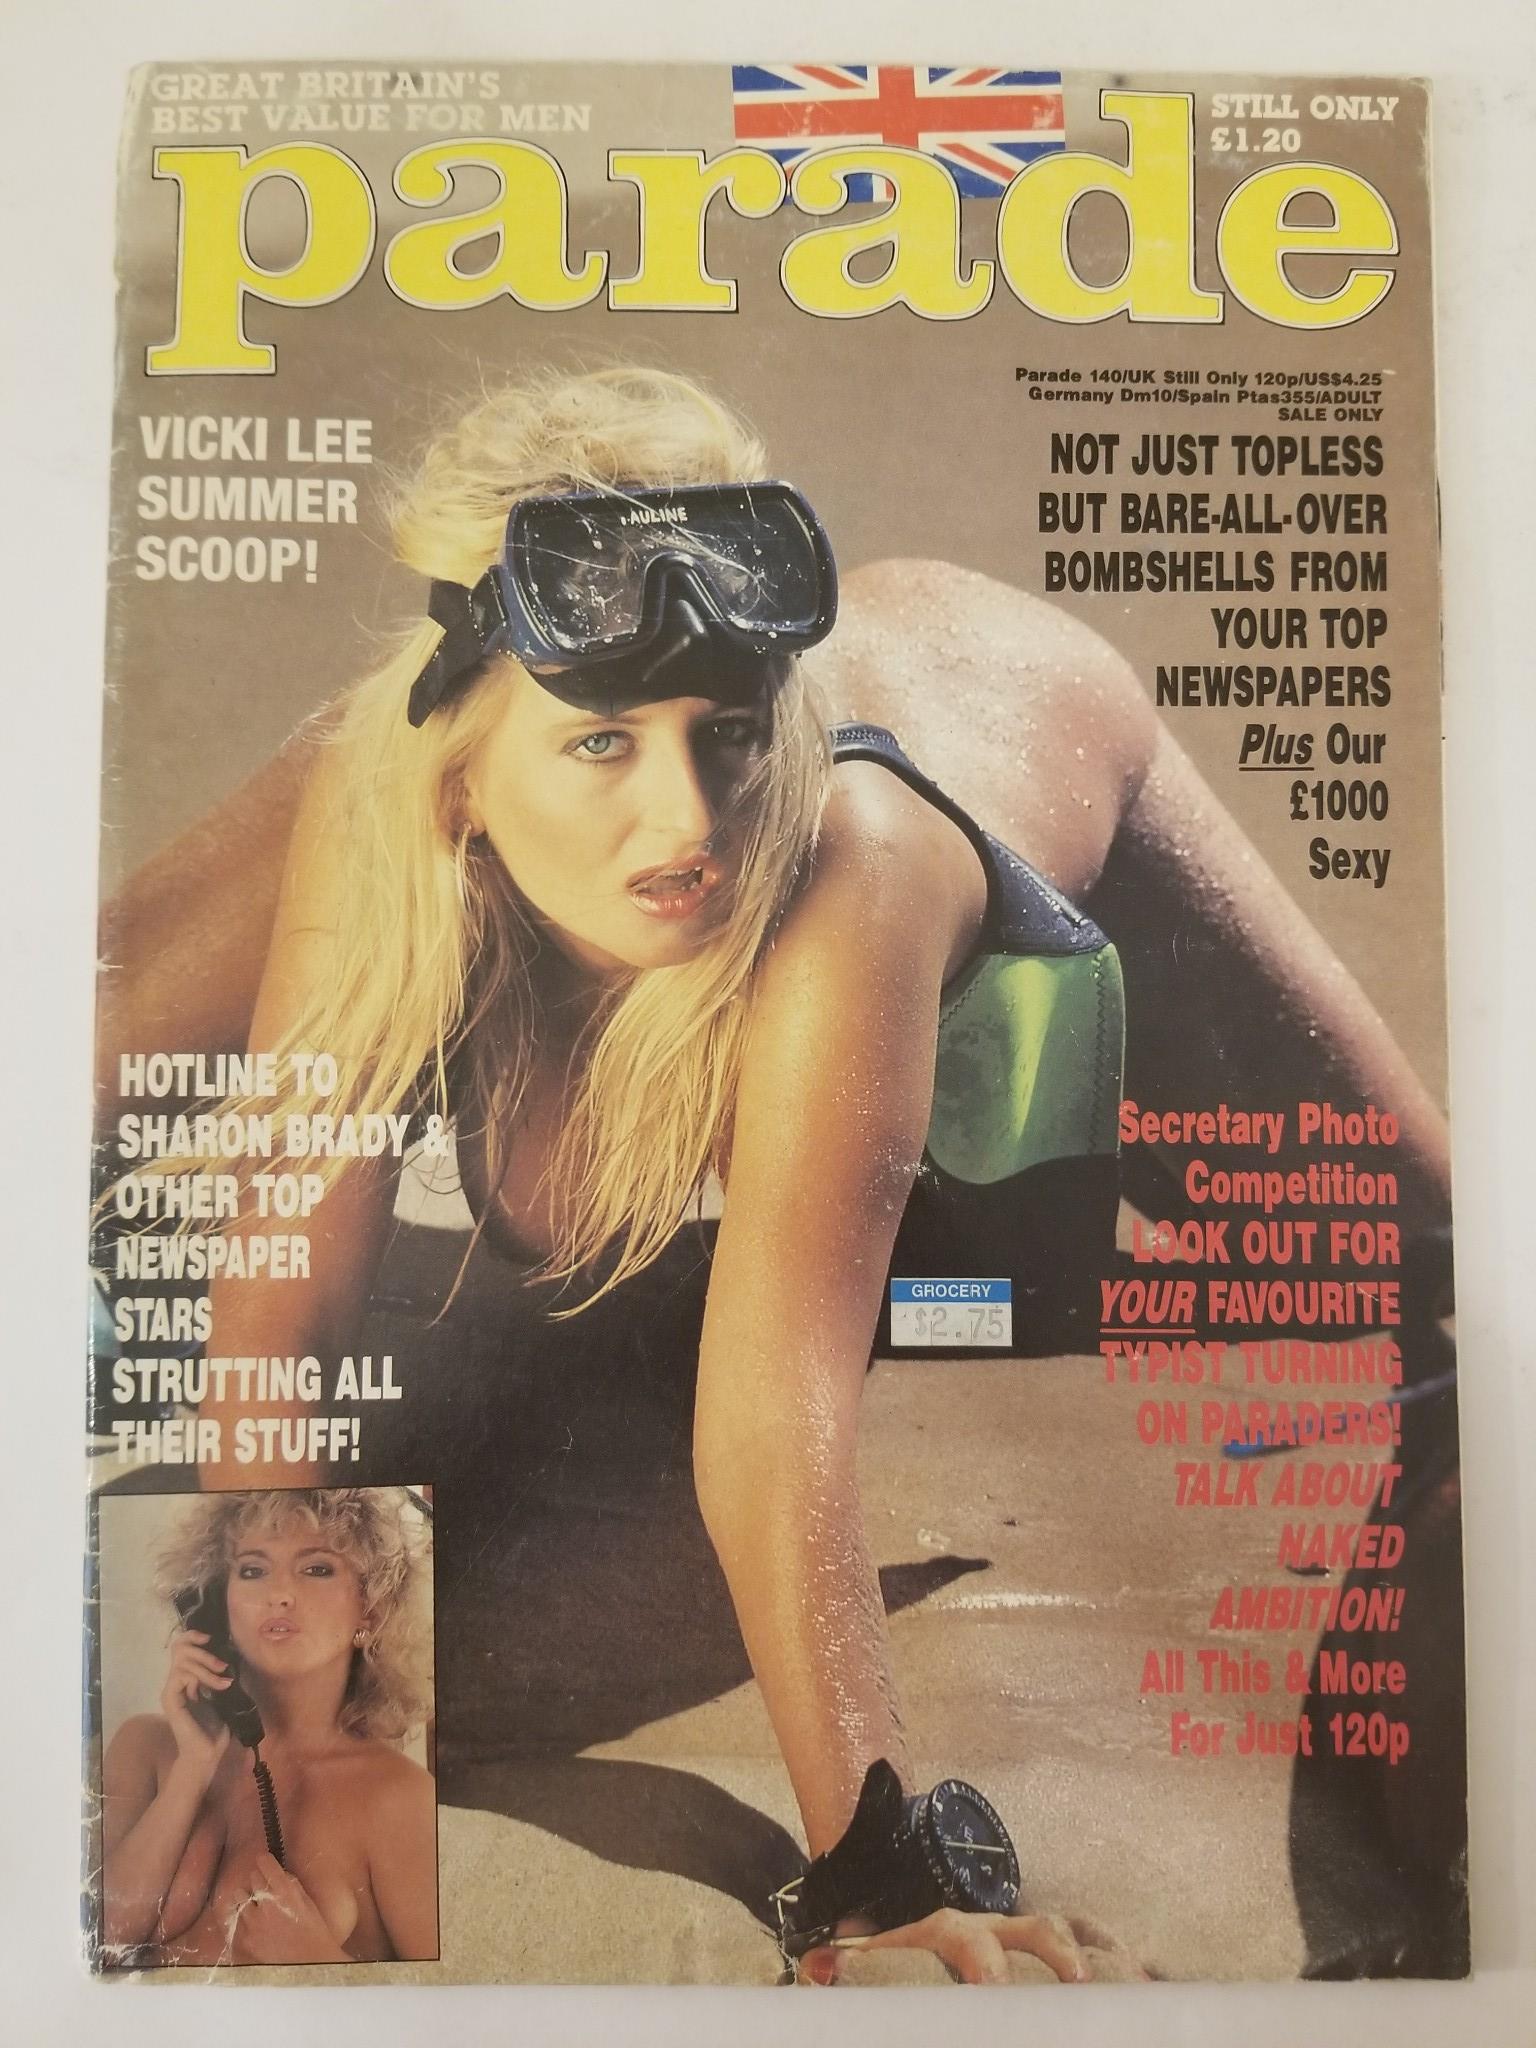 GREAT BRITAIN'S
BEST VALUE FOR MEN
STILL ONLY
£1.20
parade
Parade 140/UK Still Only 120p/US$4.25
Germany Dm10/Spain Ptas355/ADULT
SALE ONLY
VICKI LEE
SUMMER
SCOOP!
NOT JUST TOPLESS
BUT BARE-ALL-OVER
BOMBSHELLS FROM
YOUR TOP
NEWSPAPERS
Plus Our
£1000
Sexy
Secretary Photo
Competition
LOOK OUT FOR
YOUR FAVOURITE
TYPIST TURNING
ON PARADERS!
TALK ABOUT
NAKED
AMBITION!
All This & More
For Just 120p
HOTLINE TO
SHARON BRADY &
OTHER TOP
NEWSPAPER
STARS
STRUTTING ALL
THEIR STUFF!
GROCERY
$2.75